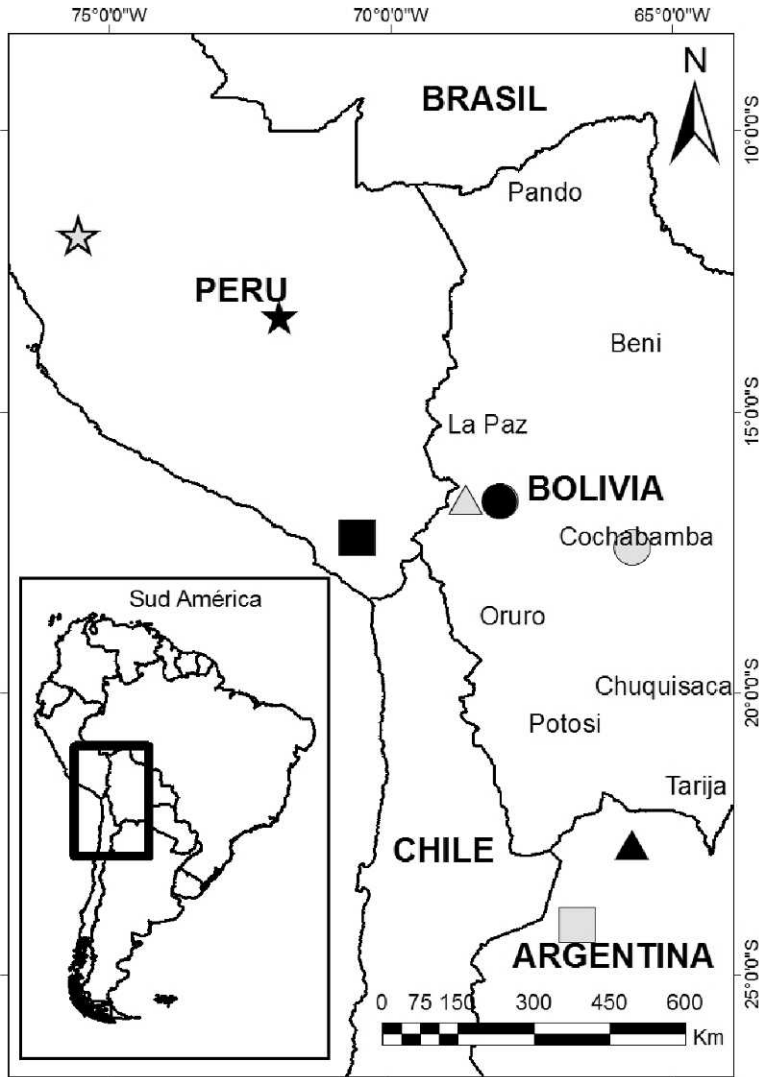 75°0'0"W 70°0'0"W 65°0'0"W
N
BRASIL
10°0'0"S
Pando
PERU
Beni
15°0'0"S
La Paz
BOLIVIA
Cochabamba
Sud América
Oruro
Chuquisaca
20°0'0"S
Potosi
Tarija
CHILE
ARGENTINA
25°0'0"S
0 75 150 300 450 600
Km